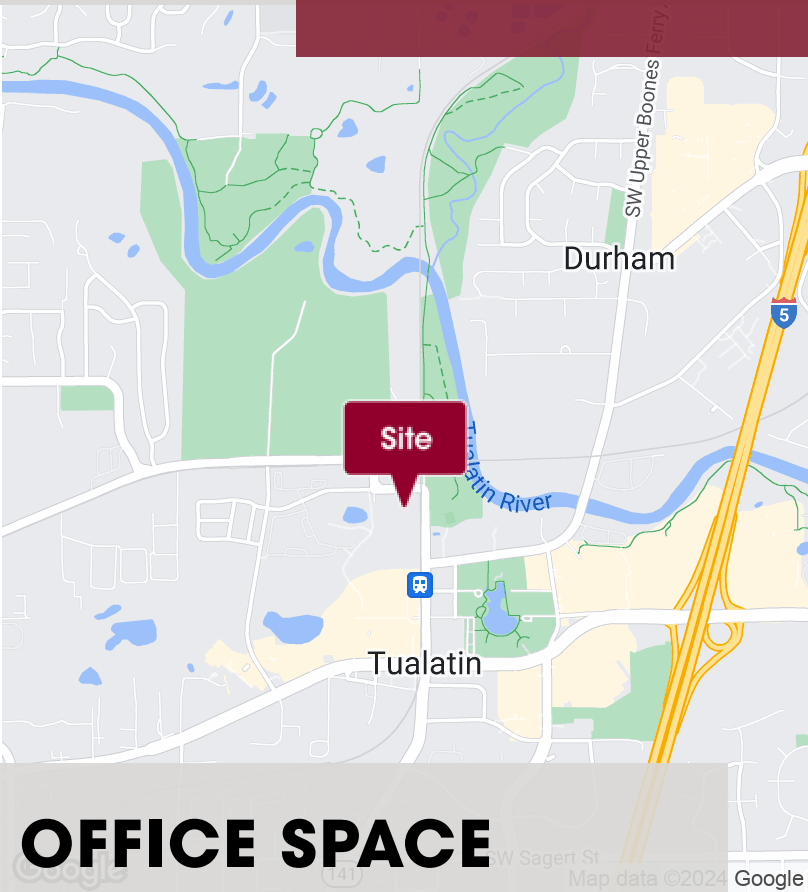 SW Upper Boones Ferry
Durham
5
Site
Tualatin River
Tualatin
OFFICE SPACE
SW Sagert St
141
Google
Map data ©2024 Google